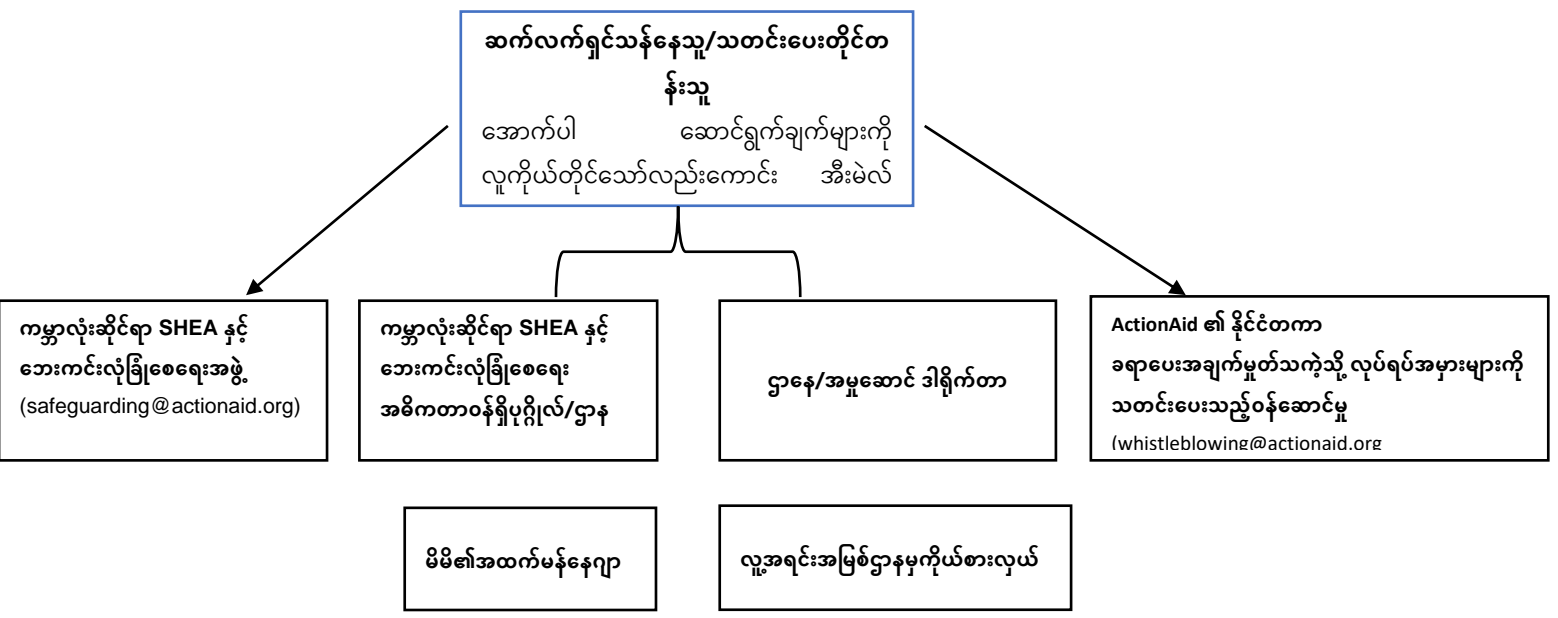 ဆက်လက်ရှင်သန်နေသူ/သတင်းပေးတိုင်တ
န်းသူ
အောက်ပါ ဆောင်ရွက်ချက်များကို
လူကိုယ်တိုင်သော်လည်းကောင်း အီးမဲလ်
ကမ္ဘာလုံးဆိုင်ရာ SHEA နှင့်
ဘေးကင်းလုံခြုံစေရေးအဖွဲ့
(safeguarding@actionaid.org)
ကမ္ဘာလုံးဆိုင်ရာ SHEA နှင့်
ဘေးကင်းလုံခြုံစေရေး
အဓိကတာဝန်ရှိပုဂ္ဂိုလ်/ဌာန
ဌာနေ/အမှုဆောင် ဒါရိုက်တာ
ActionAid ၏ နိုင်ငံတကာ
ခရာပေးအချက်မှုတ်သကဲ့သို့ လုပ်ရပ်အမှားများကို
သတင်းပေးသည့်ဝန်ဆောင်မှု
(whistleblowing@actionaid.org
မိမိ၏အထက်မန်နေဂျာ
လူ့အရင်းအမြစ်ဌာနမှကိုယ်စားလှယ်